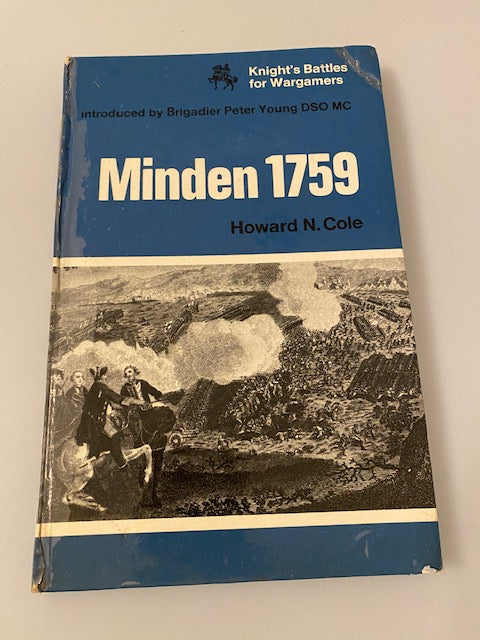 Knight's Battles
for Wargamers
Introduced by Brigadier Peter Young DSO MC
Minden 1759
Howard N. Cole